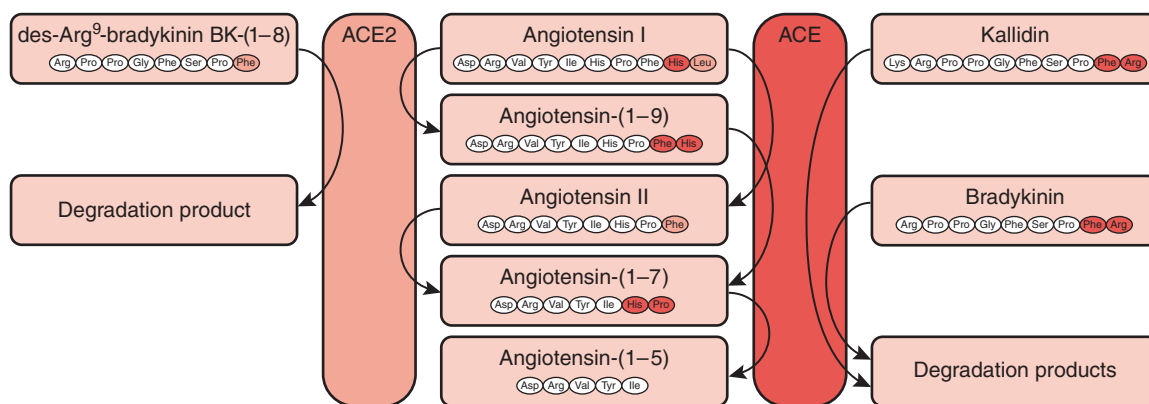 des-Arg⁹-bradykinin BK-(1–8)
Arg Pro Pro Gly Phe Ser Pro Phe
Degradation product
ACE2
Angiotensin I
Asp Arg Val Tyr Ile His Pro Phe His Leu
Angiotensin-(1–9)
Asp Arg Val Tyr Ile His Pro Phe His
Angiotensin II
Asp Arg Val Tyr Ile His Pro Phe
Angiotensin-(1–7)
Asp Arg Val Tyr Ile His Pro
Angiotensin-(1–5)
Asp Arg Val Tyr Ile
ACE
Kallidin
Lys Arg Pro Pro Gly Phe Ser Pro Phe Arg
Bradykinin
Arg Pro Pro Gly Phe Ser Pro Phe Arg
Degradation products